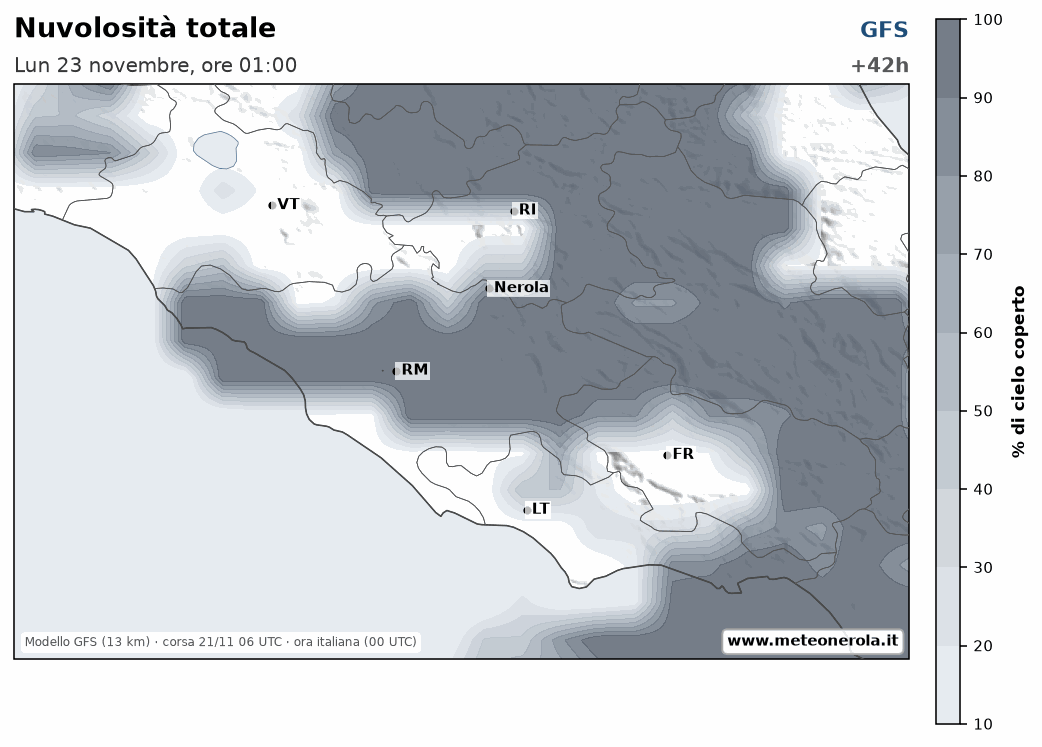 Nuvolosità totale
GFS
Lun 23 novembre, ore 01:00
+42h
VT
RI
Nerola
RM
FR
LT
Modello GFS (13 km) · corsa 21/11 06 UTC · ora italiana (00 UTC)
www.meteonerola.it
100
90
80
70
60
50
40
30
20
10
% di cielo coperto